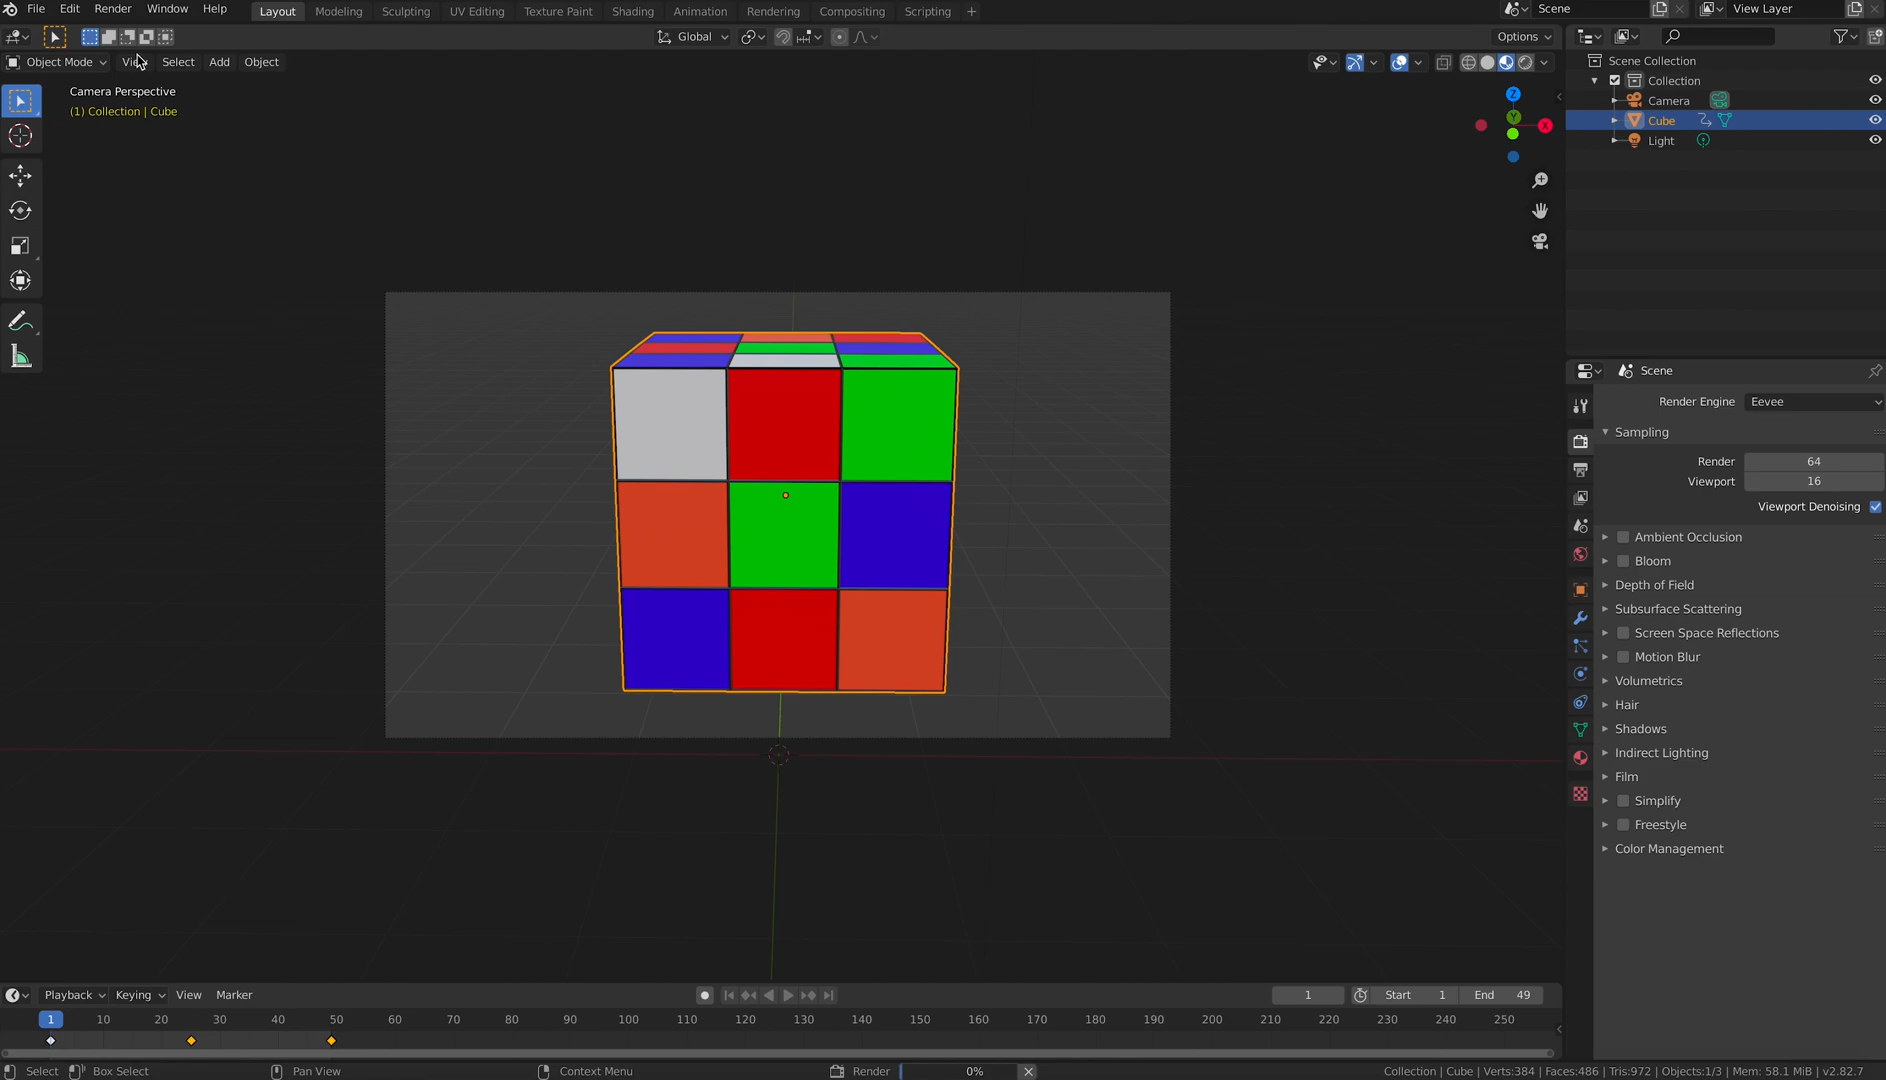 File Edit Render Window Help Layout Modeling Sculpting UV Editing Texture Paint Shading Animation Rendering Compositing Scripting + Scene View Layer
Global Options
Object Mode View Select Add Object
Camera Perspective
(1) Collection | Cube
Z
Y
X
Scene Collection
Collection
Camera
Cube
Light
Scene
Render Engine Eevee
Sampling
Render 64
Viewport 16
Viewport Denoising
Ambient Occlusion
Bloom
Depth of Field
Subsurface Scattering
Screen Space Reflections
Motion Blur
Volumetrics
Hair
Shadows
Indirect Lighting
Film
Simplify
Freestyle
Color Management
Playback Keying View Marker 1 Start 1 End 49
1 10 20 30 40 50 60 70 80 90 100 110 120 130 140 150 160 170 180 190 200 210 220 230 240 250
Select Box Select Pan View Context Menu Render 0% Collection | Cube | Verts:384 | Faces:486 | Tris:972 | Objects:1/3 | Mem: 58.1 MiB | v2.82.7